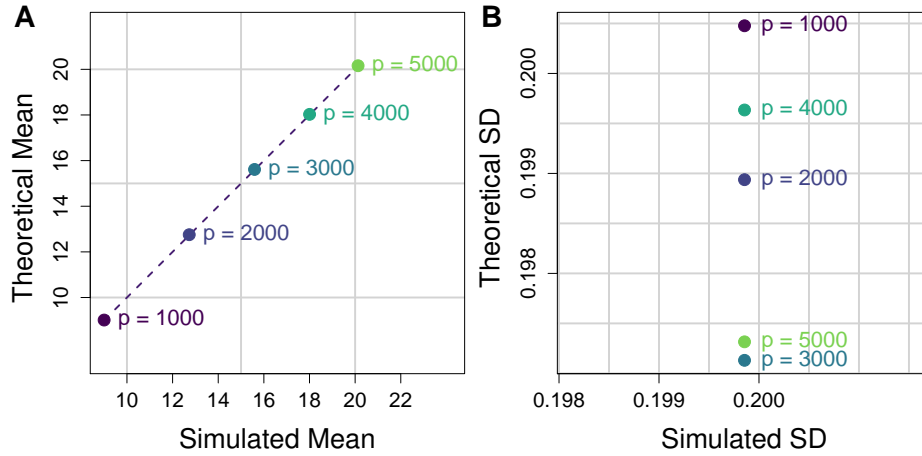 A
Theoretical Mean
20
18
16
14
12
10
p = 5000
p = 4000
p = 3000
p = 2000
p = 1000
10 12 14 16 18 20 22
Simulated Mean
B
Theoretical SD
0.200
0.199
0.198
p = 1000
p = 4000
p = 2000
p = 5000
p = 3000
0.198 0.199 0.200
Simulated SD